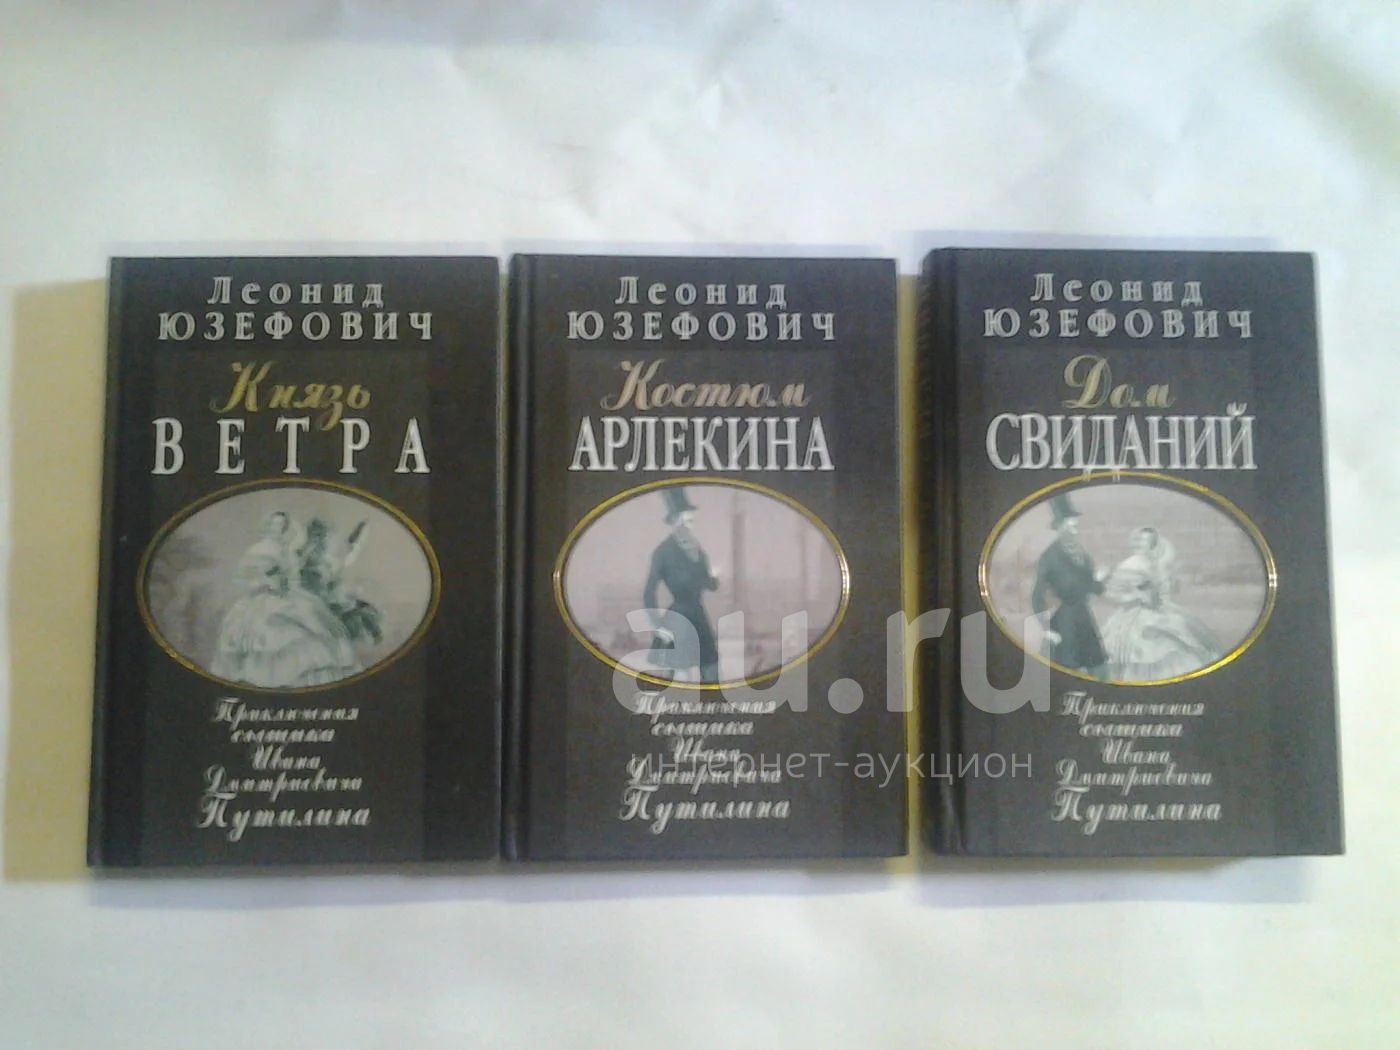 Леонид
ЮЗЕФОВИЧ
Князь
ВЕТРА
Приключения
сыщика
Ивана
Дмитриевича
Путилина
Леонид
ЮЗЕФОВИЧ
Костюм
АРЛЕКИНА
Приключения
сыщика
Ивана
Дмитриевича
Путилина
Леонид
ЮЗЕФОВИЧ
Дом
СВИДАНИЙ
Приключения
сыщика
Ивана
Дмитриевича
Путилина
au.ru
интернет-аукцион